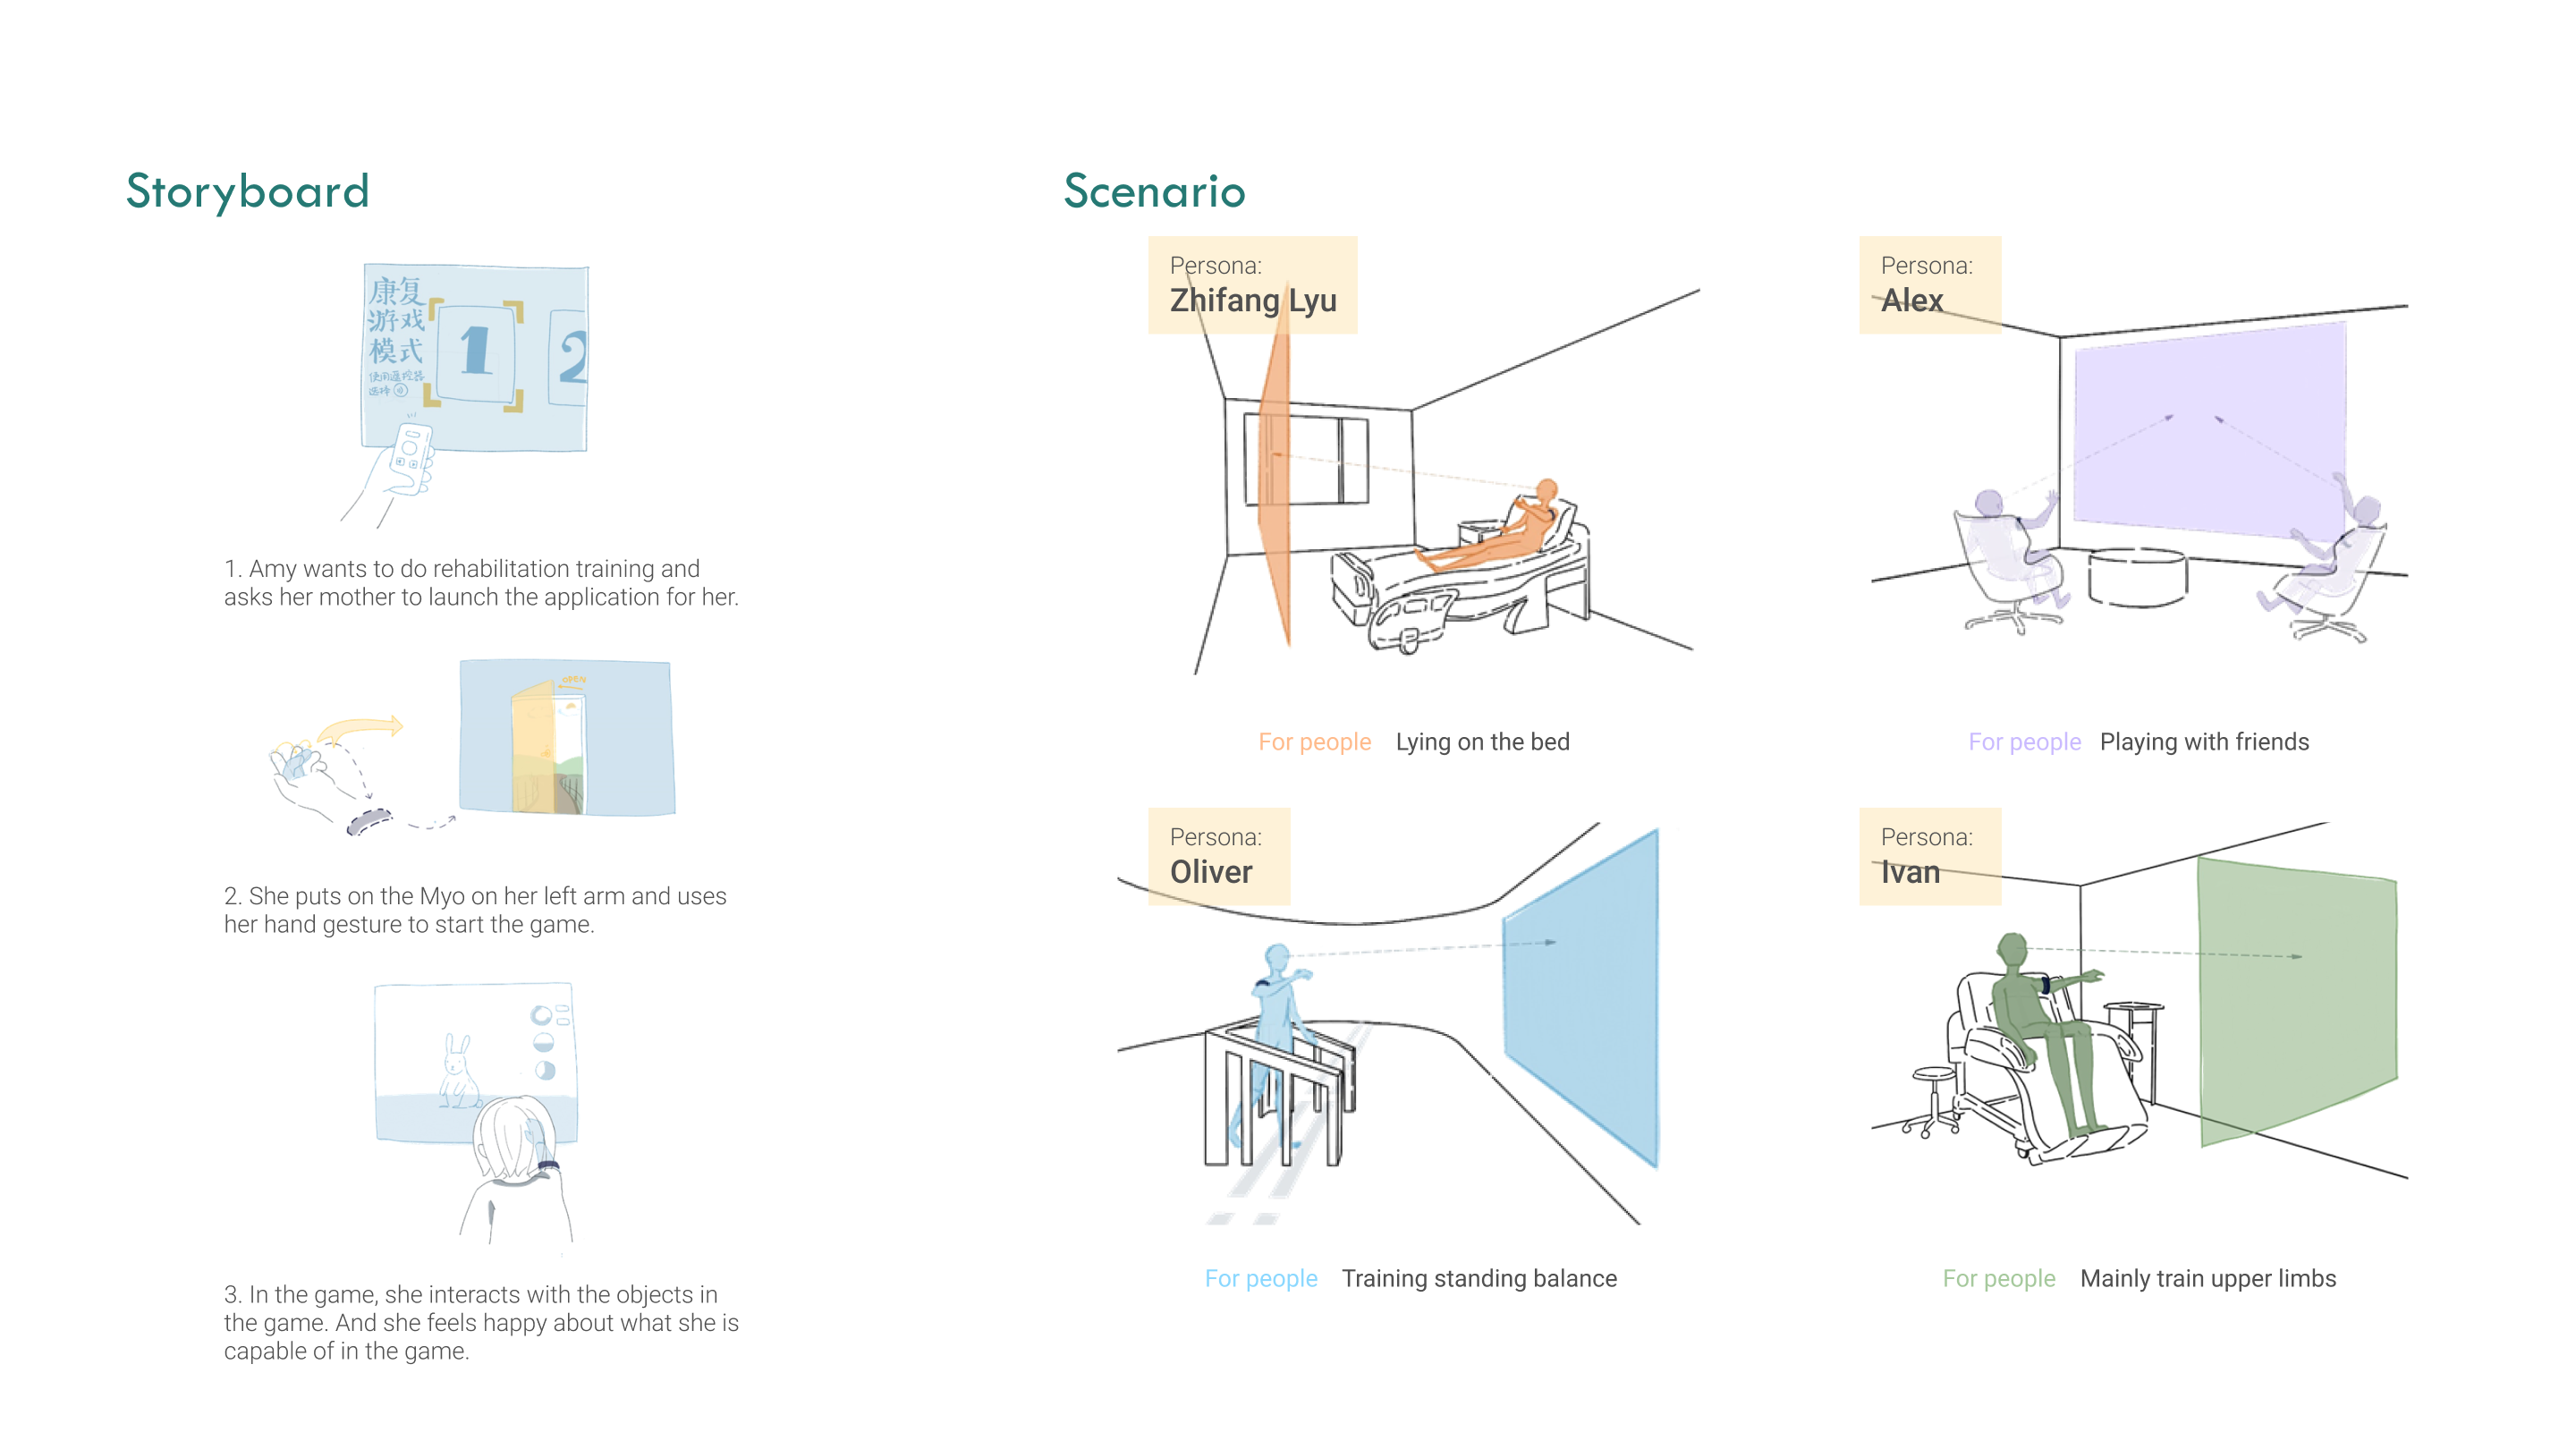 Storyboard
康复
游戏
模式
使用遥控器
选择
1
2
1. Amy wants to do rehabilitation training and
asks her mother to launch the application for her.
OPEN
2. She puts on the Myo on her left arm and uses
her hand gesture to start the game.
3. In the game, she interacts with the objects in
the game. And she feels happy about what she is
capable of in the game.
Scenario
Persona:
Zhifang Lyu
For people Lying on the bed
Persona:
Alex
For people Playing with friends
Persona:
Oliver
For people Training standing balance
Persona:
Ivan
For people Mainly train upper limbs